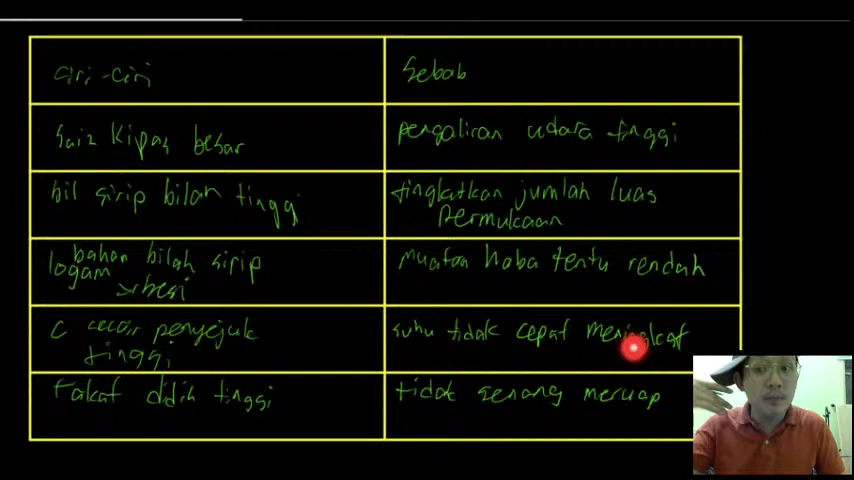 Ciri-ciri
Sebab
Saiz kipas besar
pengaliran udara tinggi
bil sirip bilah tinggi
tingkatkan jumlah luas
permukaan
bahan bilah sirip
logam
besi
muatan haba tentu rendah
c cecair penyejuk
tinggi
suhu tidak cepat meningkat
takat didih tinggi
tidak senang meruap